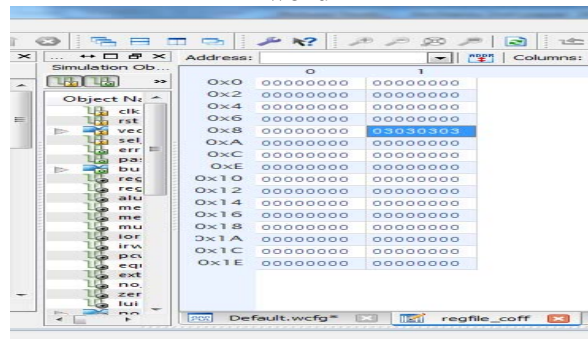 Address: Columns:
Simulation Ob...
0 1
Object Na
0x0 00000000 00000000
clk
0x2 00000000 00000000
rst
0x4 00000000 00000000
vec
0x6 00000000 00000000
sel
0x8 00000000 03030303
err
0xA 00000000 00000000
pa
0xC 00000000 00000000
bu
0xE 00000000 00000000
reg
0x10 00000000 00000000
reg
0x12 00000000 00000000
alu
0x14 00000000 00000000
me
me
0x16 00000000 00000000
mu
0x18 00000000 00000000
ior
0x1A 00000000 00000000
irw
0x1C 00000000 00000000
pcv
0x1E 00000000 00000000
equ
ext
no
zer
lui
Default.wcfg* regfile_coff